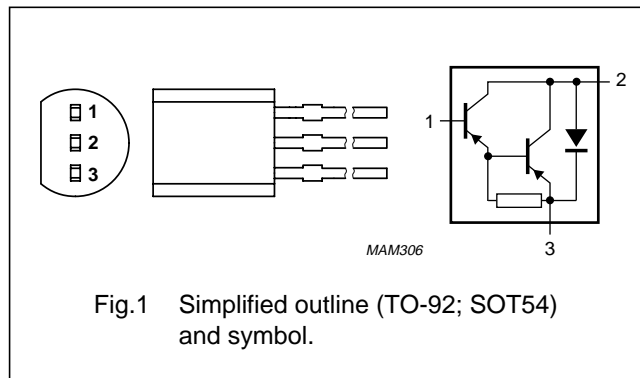 1
2
3
1
2
3
MAM306
Fig.1 Simplified outline (TO-92; SOT54)
and symbol.